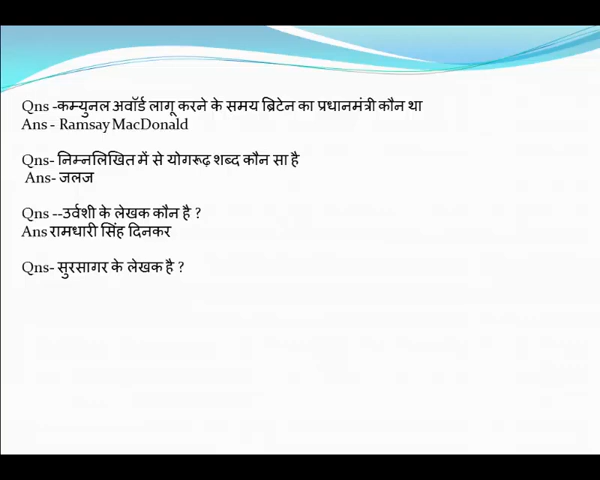 Qns -कम्युनल अवॉर्ड लागू करने के समय ब्रिटेन का प्रधानमंत्री कौन था
Ans - Ramsay MacDonald
Qns- निम्नलिखित में से योगरूढ़ शब्द कौन सा है
Ans- जलज
Qns --उर्वशी के लेखक कौन है ?
Ans रामधारी सिंह दिनकर
Qns- सुरसागर के लेखक है ?